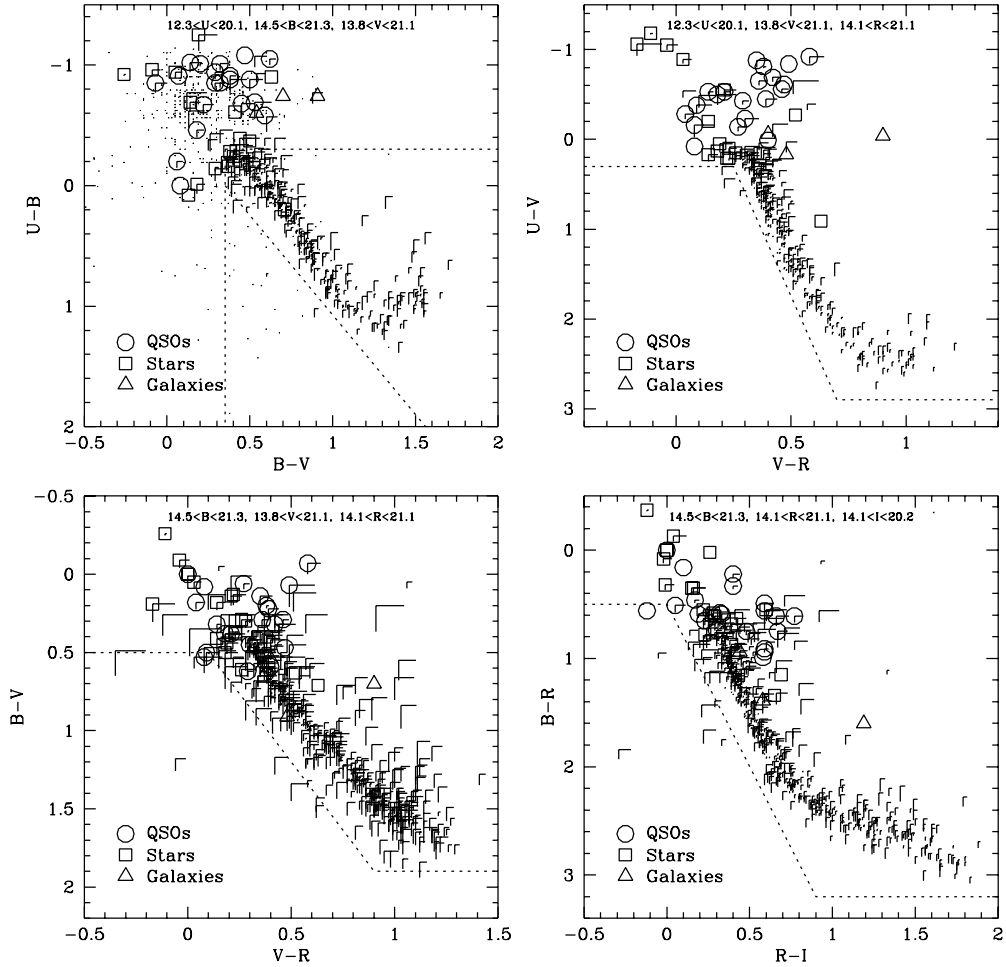 12.3<U<20.1, 14.5<B<21.3, 13.8<V<21.1
−1
0
1
2
U−B
QSOs
Stars
Galaxies
−0.5
0
0.5
1
1.5
2
B−V
12.3<U<20.1, 13.8<V<21.1, 14.1<R<21.1
−1
0
1
2
3
U−V
QSOs
Stars
Galaxies
0
0.5
1
V−R
14.5<B<21.3, 13.8<V<21.1, 14.1<R<21.1
−0.5
0
0.5
1
1.5
2
B−V
QSOs
Stars
Galaxies
−0.5
0
0.5
1
1.5
V−R
14.5<B<21.3, 14.1<R<21.1, 14.1<I<20.2
0
1
2
3
B−R
QSOs
Stars
Galaxies
−0.5
0
0.5
1
1.5
2
R−I